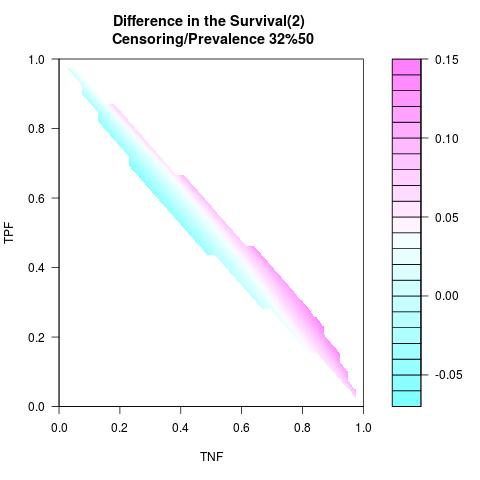 Difference in the Survival(2)
Censoring/Prevalence 32%50
TPF
1.0
0.8
0.6
0.4
0.2
0.0
0.0 0.2 0.4 0.6 0.8 1.0
TNF
0.15
0.10
0.05
0.00
-0.05